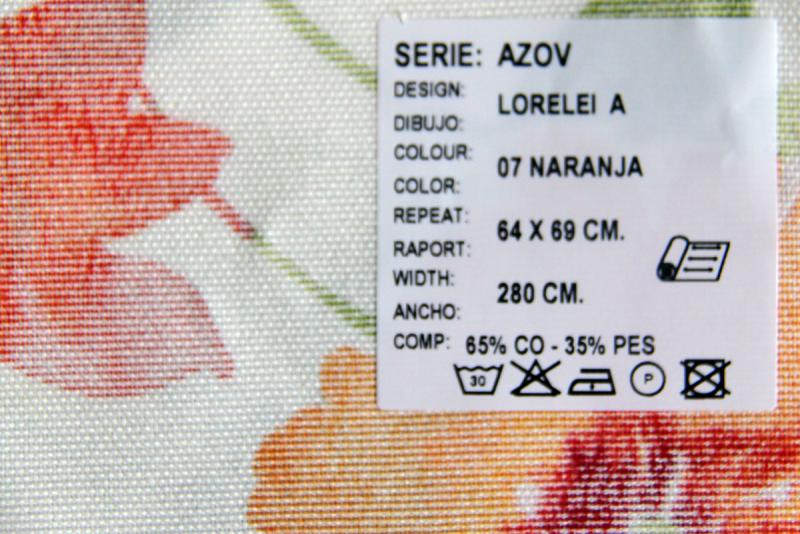 SERIE: AZOV
DESIGN:
DIBUJO:
LORELEI A
COLOUR:
COLOR:
07 NARANJA
REPEAT:
RAPORT:
64 X 69 CM.
WIDTH:
ANCHO:
280 CM.
COMP: 65% CO - 35% PES
30
P